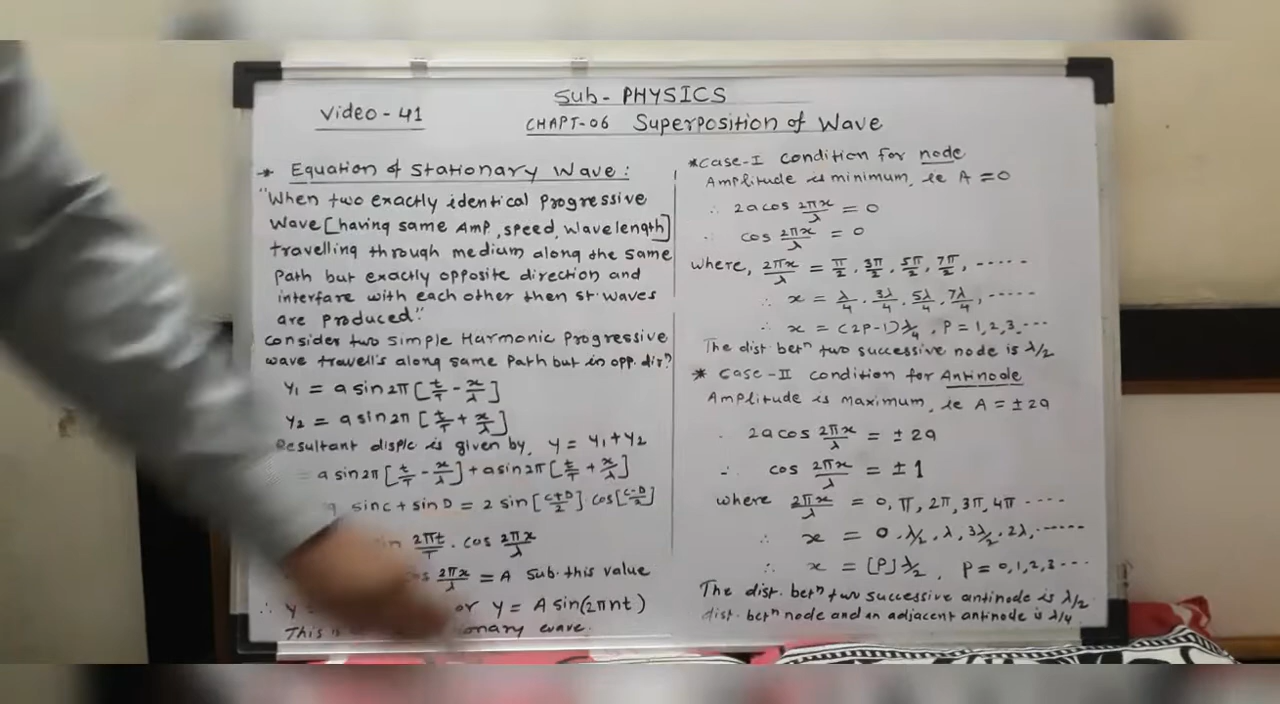 Sub- PHYSICS
Video - 41
CHAPT-06 Superposition of Wave
* Equation of Stationary Wave :
"When two exactly identical Progressive
Wave [having same Amp, speed, wavelength]
travelling through medium along the same
Path but exactly opposite direction and
interfare with each other then st. waves
are Produced"
Consider two simple Harmonic Progressive
wave travell's along same Path but in opp. dir?
Y₁ = a sin 2π [t/T - x/λ]
Y₂ = a sin 2π [t/T + x/λ]
Resultant displc is given by, Y = Y₁ + Y₂
= a sin 2π [t/T - x/λ] + a sin 2π [t/T + x/λ]
sin C + sin D = 2 sin [C+D/2] cos [C-D/2]
2πt/T . cos 2πx/λ
2πx/λ = A Sub. this value
∴ Y = or Y = A sin(2πnt)
This is wave.
*Case-I condition for node
Amplitude is minimum, ie A = 0
∴ 2a cos 2πx/λ = 0
∴ cos 2πx/λ = 0
where, 2πx/λ = π/2, 3π/2, 5π/2, 7π/2, -----
∴ x = λ/4, 3λ/4, 5λ/4, 7λ/4, -----
∴ x = (2P-1)λ/4, P = 1,2,3,---
The dist. betⁿ two successive node is λ/2
* Case-II condition for Antinode
Amplitude is maximum, ie A = ±2a
2a cos 2πx/λ = ±2a
∴ cos 2πx/λ = ±1
where 2πx/λ = 0, π, 2π, 3π, 4π ----
∴ x = 0, λ/2, λ, 3λ/2, 2λ, -----
∴ x = [P]λ/2, P = 0,1,2,3 ---
The dist. betⁿ two successive antinode is λ/2
dist. betⁿ node and an adjacent antinode is λ/4.